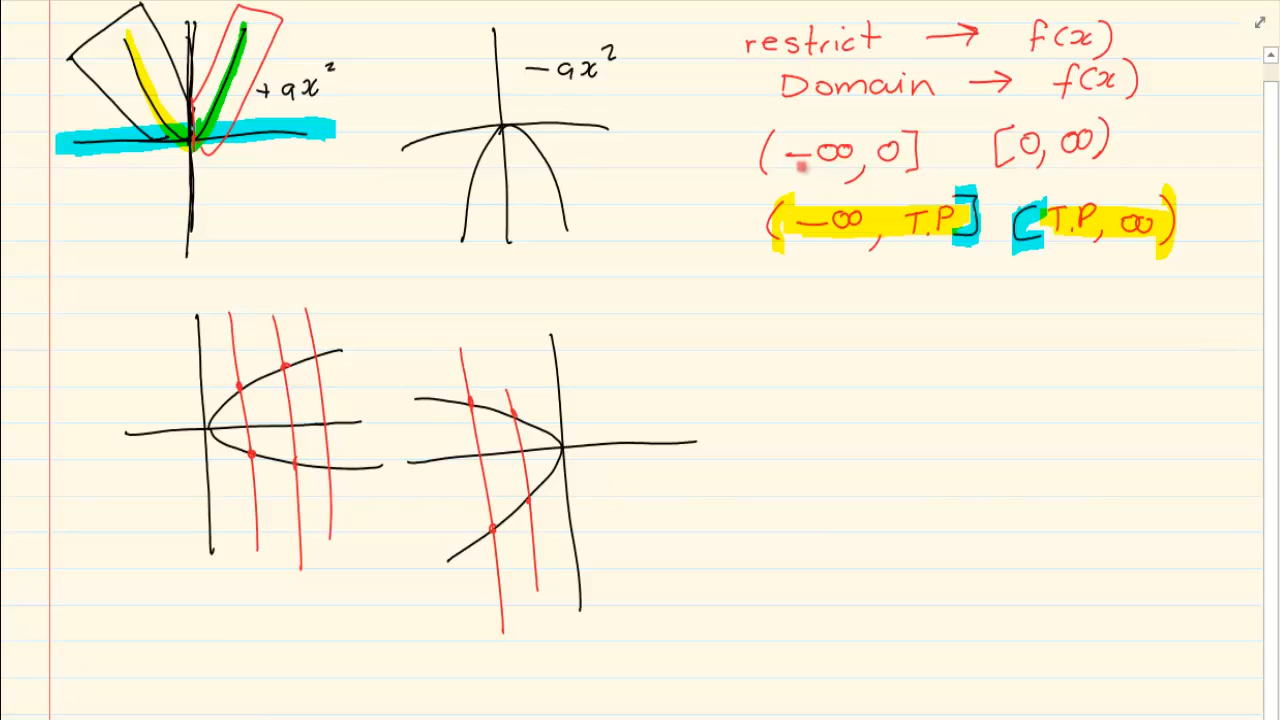 +ax²
-ax²
restrict → f(x)
Domain → f(x)
(-∞, 0] [0, ∞)
(-∞, T.P] [T.P, ∞)